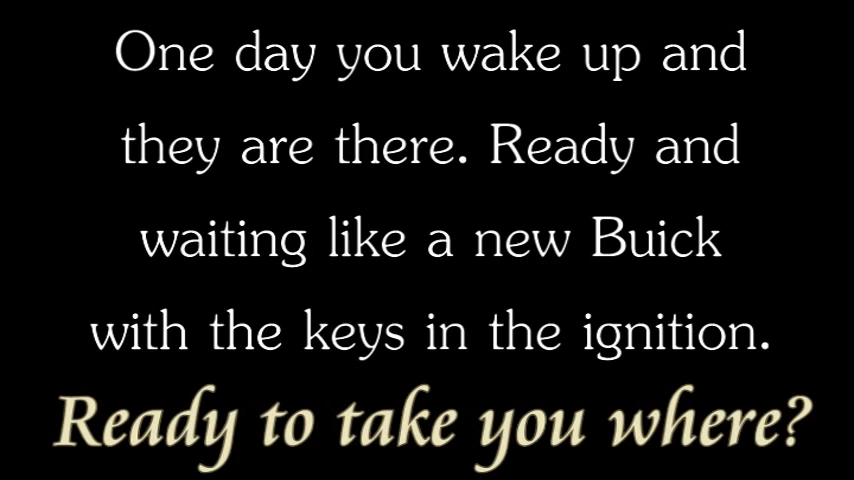 One day you wake up and
they are there. Ready and
waiting like a new Buick
with the keys in the ignition.
Ready to take you where?